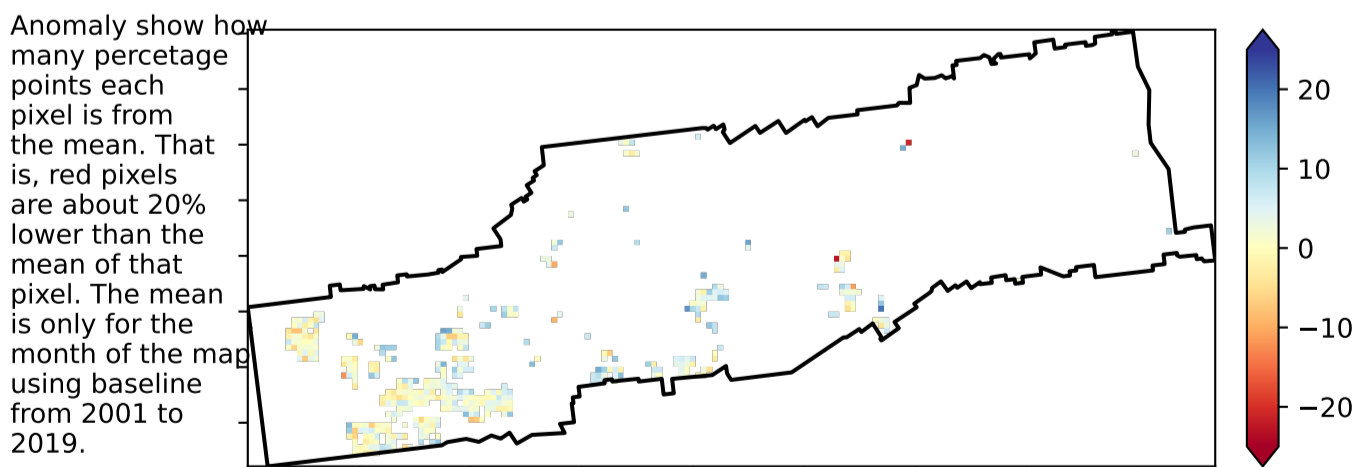 Anomaly show how
many percetage
points each
pixel is from
the mean. That
is, red pixels
are about 20%
lower than the
mean of that
pixel. The mean
is only for the
month of the map
using baseline
from 2001 to
2019.
20
10
0
−10
−20